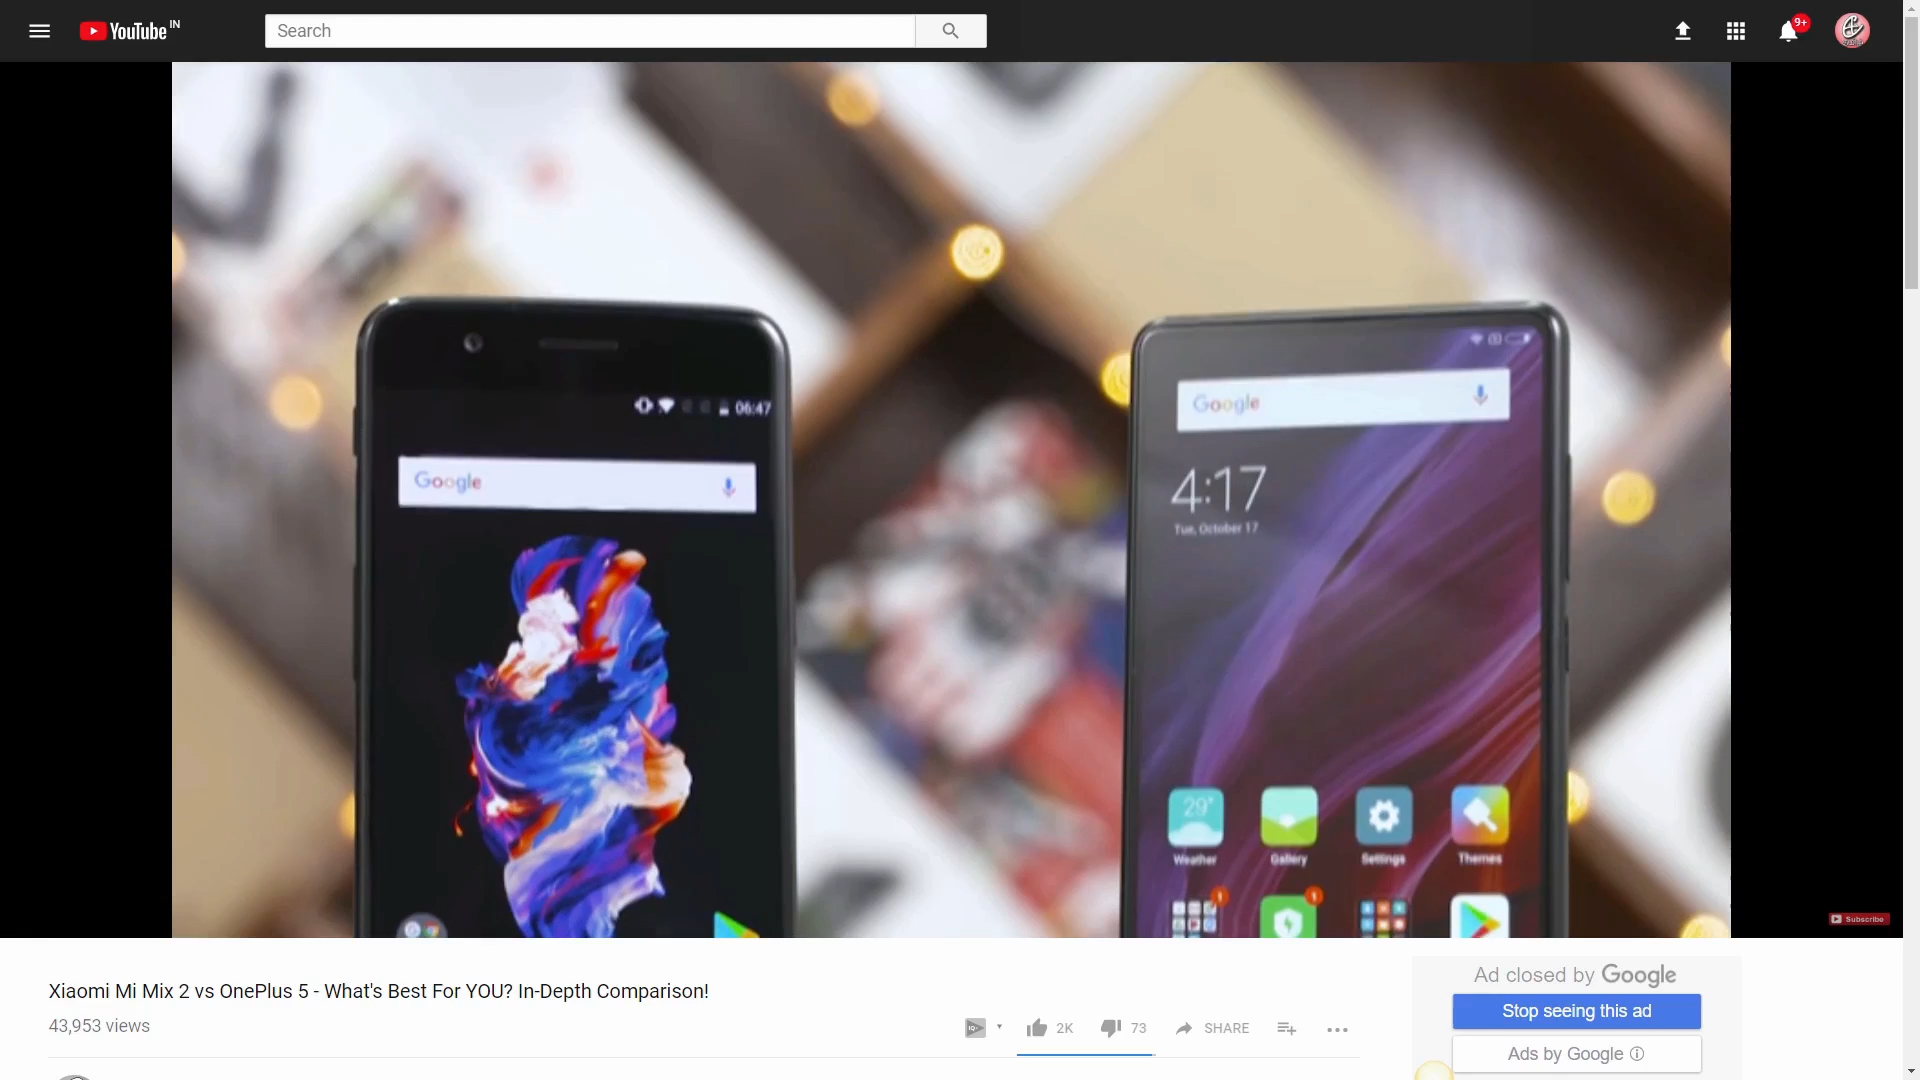 YouTube IN
Search
9+
06:47
Google
Google
4:17
Tue, October 17
29°
Weather
Gallery
Settings
Themes
1
1
Subscribe
Xiaomi Mi Mix 2 vs OnePlus 5 - What's Best For YOU? In-Depth Comparison!
43,953 views
2K
73
SHARE
Ad closed by Google
Stop seeing this ad
Ads by Google